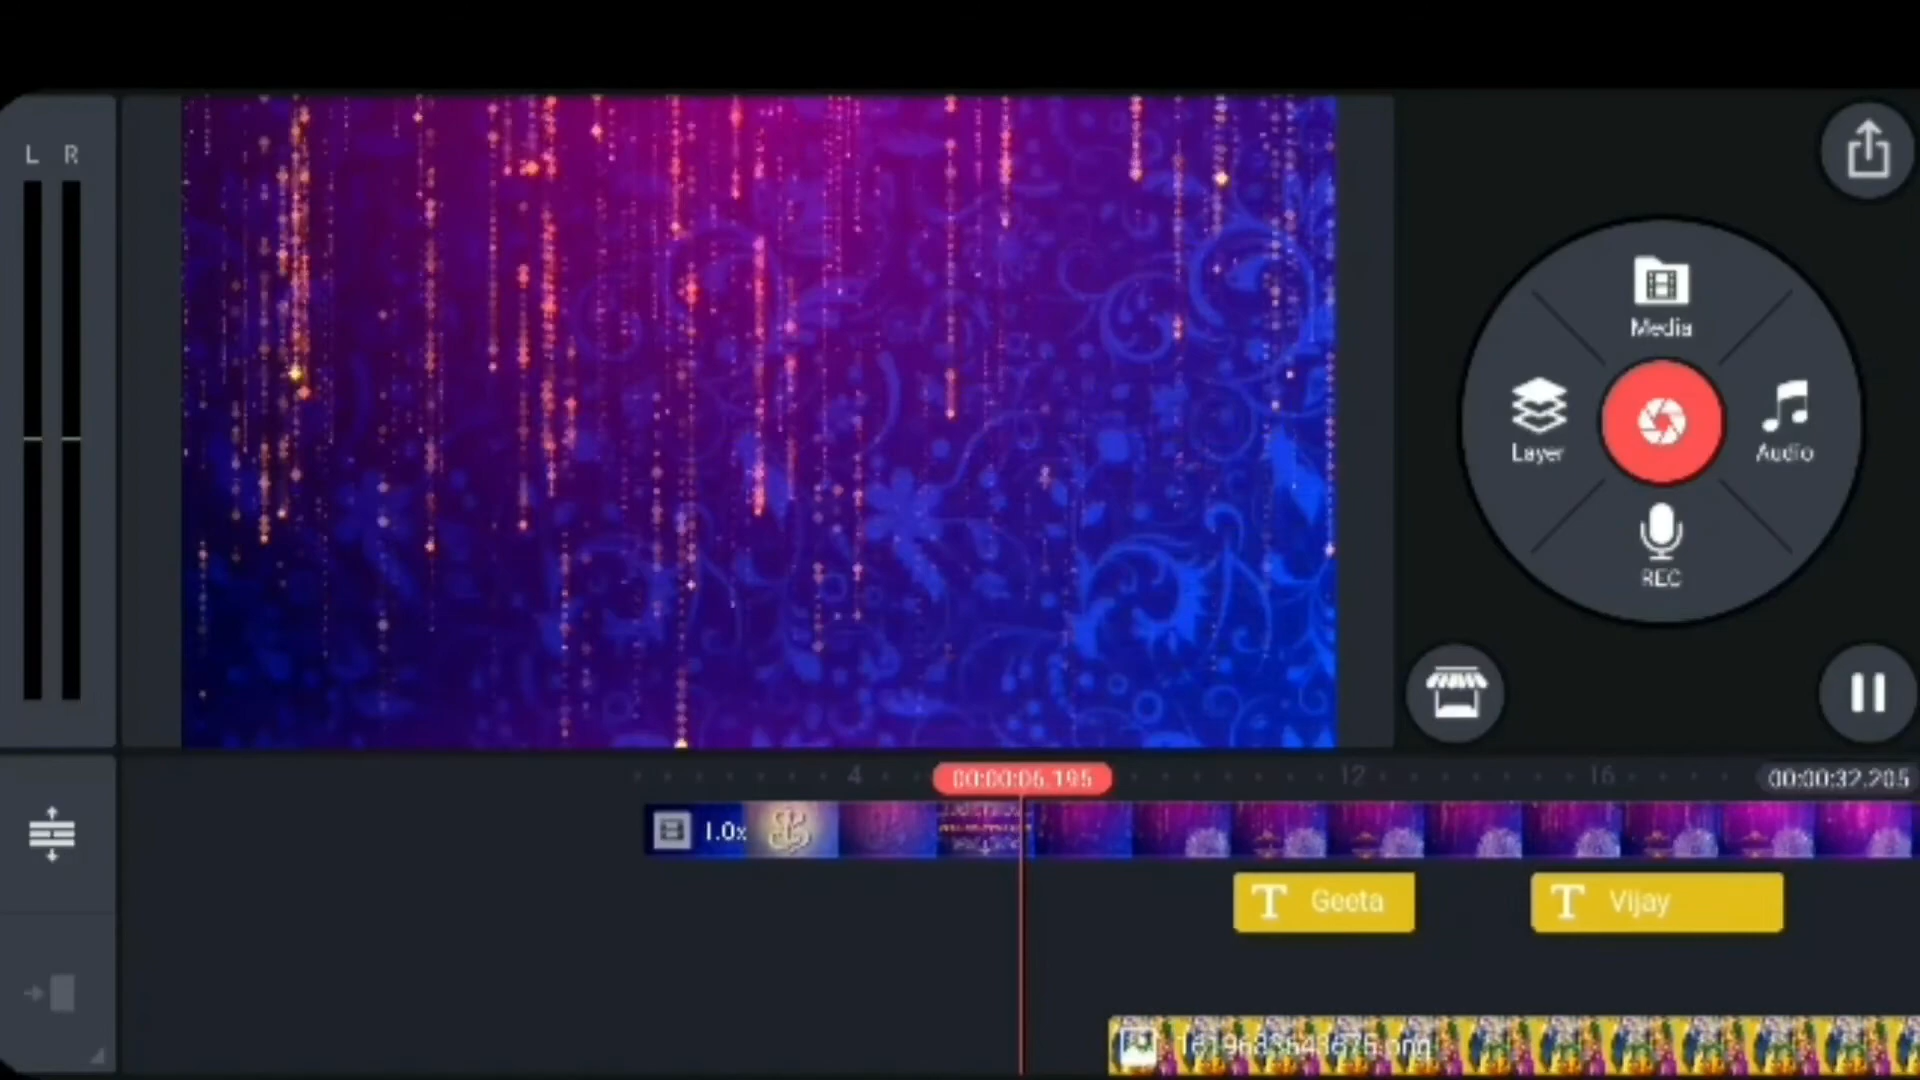 L R
Media
Layer
Audio
REC
4
00:00:06.195
12
16
00:00:32.205
1.0x
Geeta
Vijay